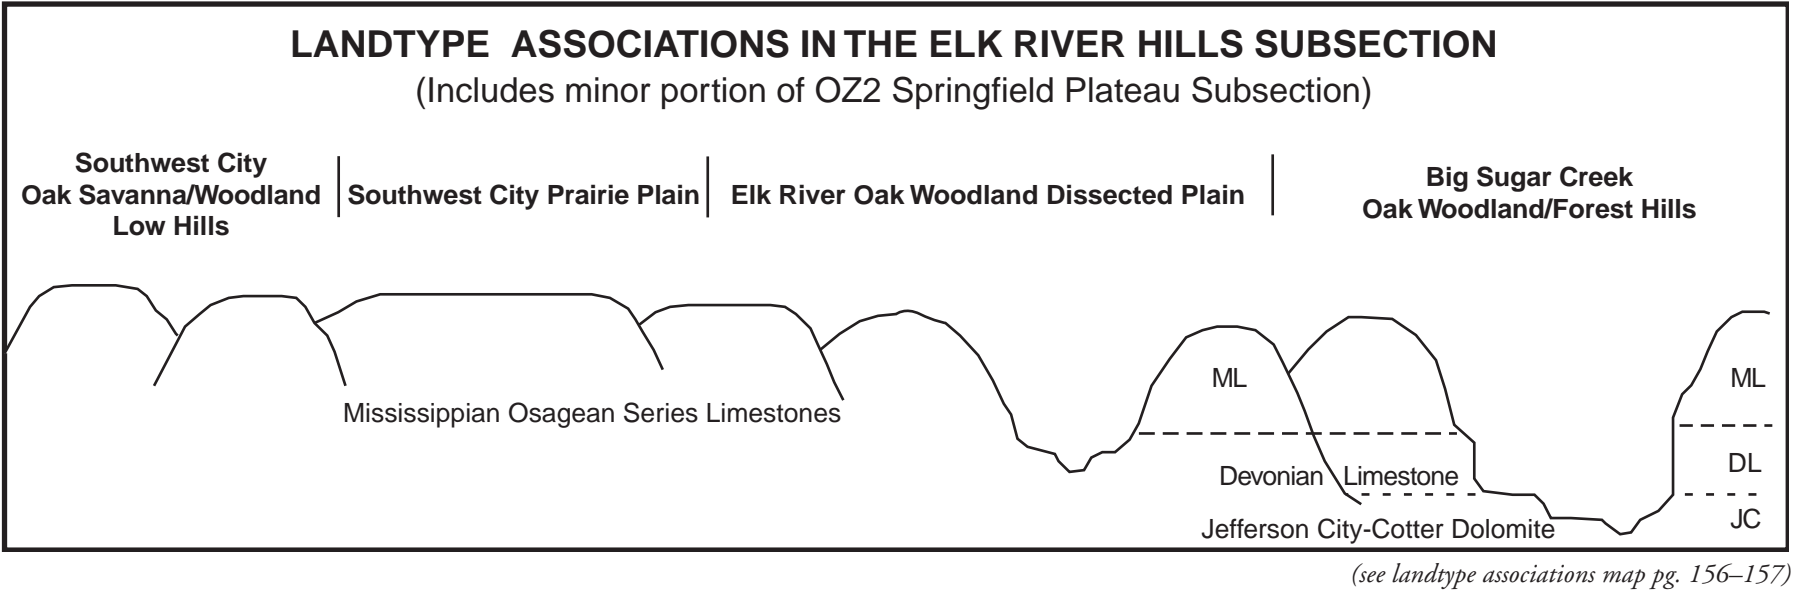 LANDTYPE ASSOCIATIONS IN THE ELK RIVER HILLS SUBSECTION
(Includes minor portion of OZ2 Springfield Plateau Subsection)
Southwest City
Oak Savanna/Woodland
Low Hills
Southwest City Prairie Plain
Elk River Oak Woodland Dissected Plain
Big Sugar Creek
Oak Woodland/Forest Hills
Mississippian Osagean Series Limestones
ML
ML
Devonian Limestone
DL
Jefferson City-Cotter Dolomite
JC
(see landtype associations map pg. 156–157)